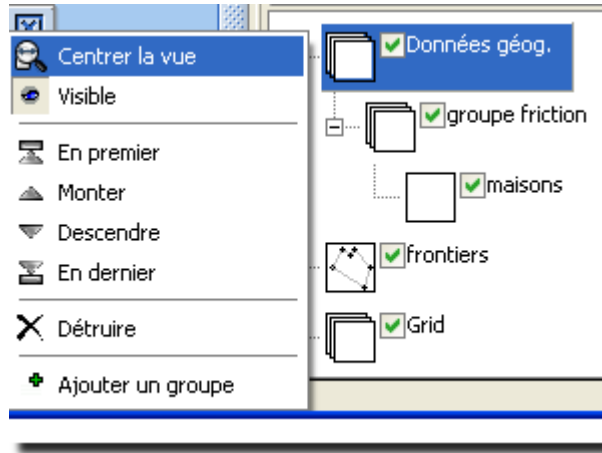 Centrer la vue
Visible
En premier
Monter
Descendre
En dernier
Détruire
Ajouter un groupe
Données géog.
groupe friction
maisons
frontiers
Grid